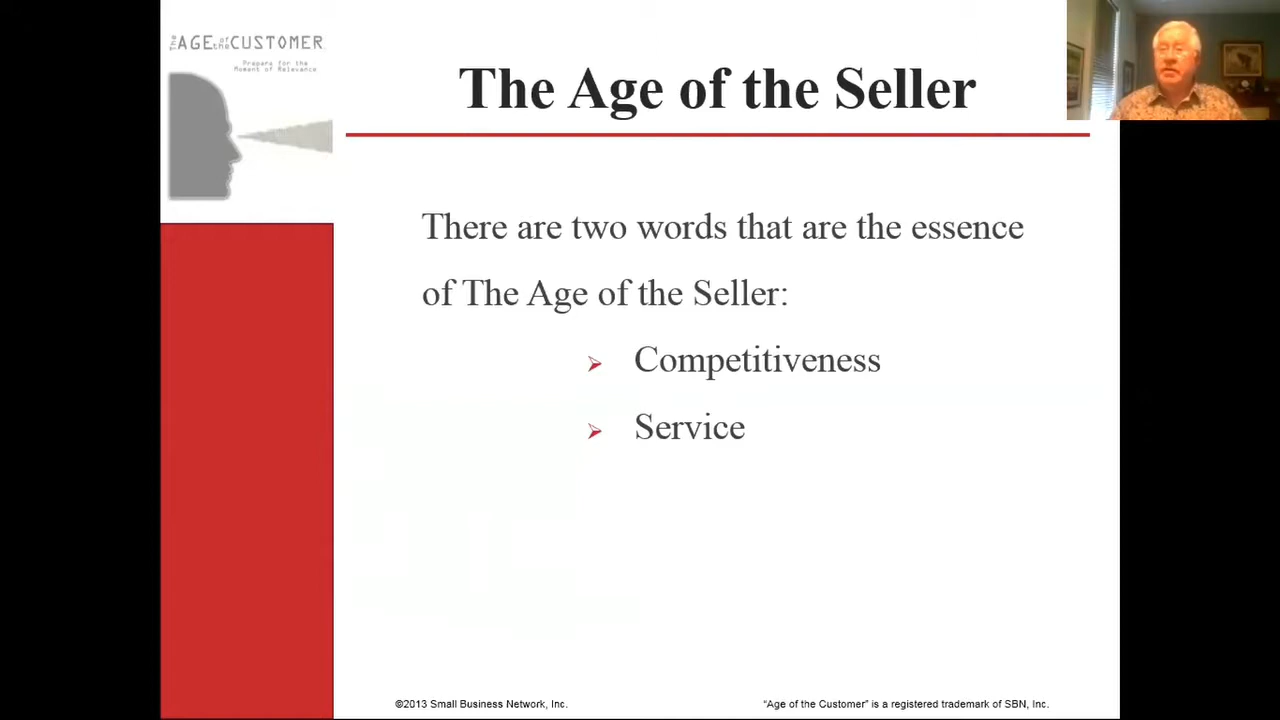 The AGE of the CUSTOMER
Prepare for the
Moment of Relevance
The Age of the Seller
There are two words that are the essence
of The Age of the Seller:
Competitiveness
Service
©2013 Small Business Network, Inc.
“Age of the Customer” is a registered trademark of SBN, Inc.